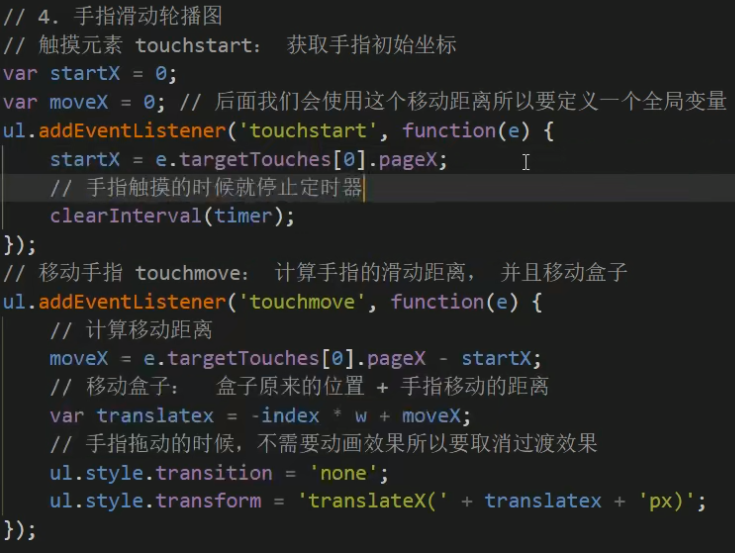 // 4. 手指滑动轮播图
// 触摸元素 touchstart： 获取手指初始坐标
var startX = 0;
var moveX = 0; // 后面我们会使用这个移动距离所以要定义一个全局变量
ul.addEventListener('touchstart', function(e) {
    startX = e.targetTouches[0].pageX;
    // 手指触摸的时候就停止定时器
    clearInterval(timer);
});
// 移动手指 touchmove： 计算手指的滑动距离， 并且移动盒子
ul.addEventListener('touchmove', function(e) {
    // 计算移动距离
    moveX = e.targetTouches[0].pageX - startX;
    // 移动盒子：  盒子原来的位置 + 手指移动的距离
    var translatex = -index * w + moveX;
    // 手指拖动的时候，不需要动画效果所以要取消过渡效果
    ul.style.transition = 'none';
    ul.style.transform = 'translateX(' + translatex + 'px)';
});